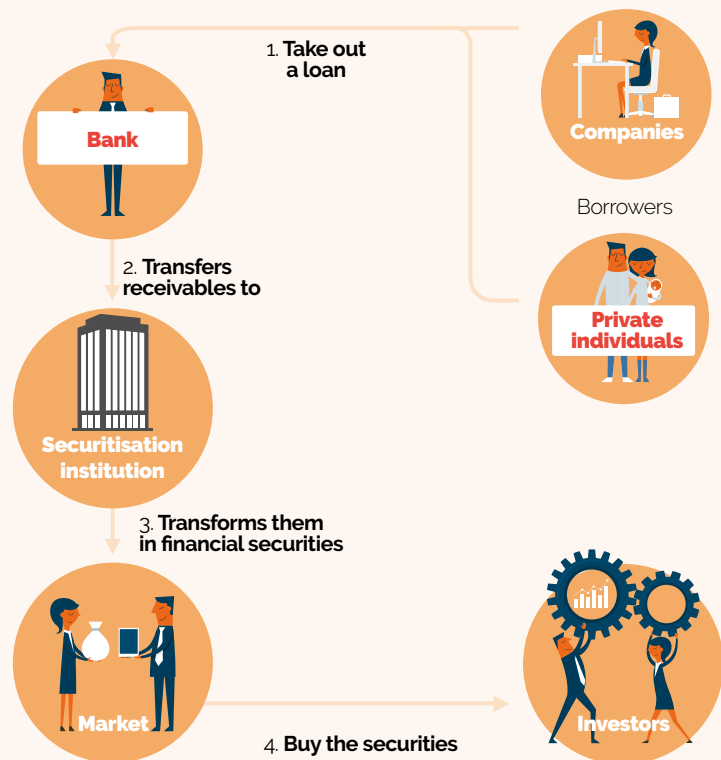 1. Take out
a loan
Companies
Bank
Borrowers
2. Transfers
receivables to
Private
individuals
Securitisation
institution
3. Transforms them
in financial securities
Market
Investors
4. Buy the securities